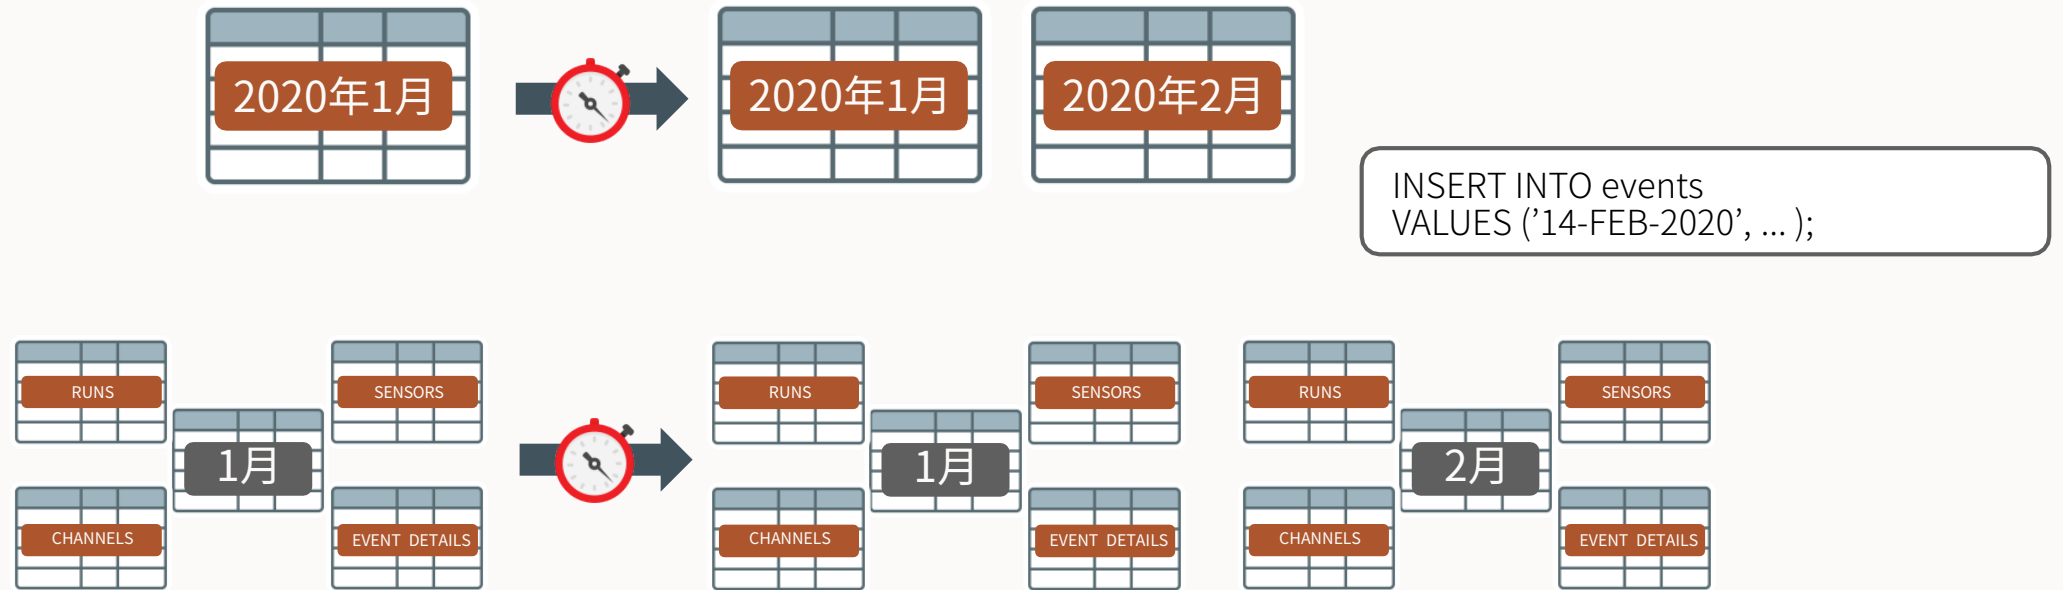 2020年1月
2020年1月
2020年2月
INSERT INTO events
VALUES (’14-FEB-2020’, ... );
RUNS
SENSORS
1月
CHANNELS
EVENT DETAILS
RUNS
SENSORS
1月
CHANNELS
EVENT DETAILS
RUNS
SENSORS
2月
CHANNELS
EVENT DETAILS